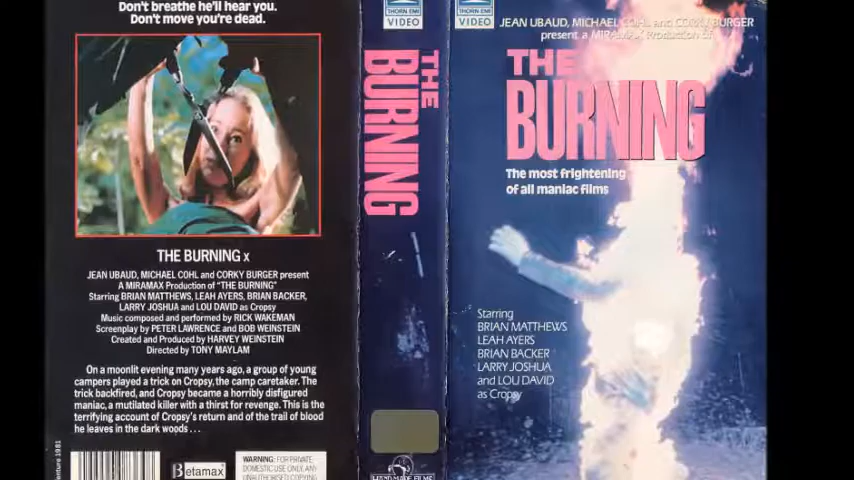 Don't breathe he'll hear you.
Don't move you're dead.
THE BURNING x
JEAN UBAUD, MICHAEL COHL and CORKY BURGER present
A MIRAMAX Production of "THE BURNING"
Starring BRIAN MATTHEWS, LEAH AYERS, BRIAN BACKER,
LARRY JOSHUA and LOU DAVID as Cropsy
Music composed and performed by RICK WAKEMAN
Screenplay by PETER LAWRENCE and BOB WEINSTEIN
Created and Produced by HARVEY WEINSTEIN
Directed by TONY MAYLAM
On a moonlit evening many years ago, a group of young
campers played a trick on Cropsy, the camp caretaker. The
trick backfired, and Cropsy became a horribly disfigured
maniac, a mutilated killer with a thirst for revenge. This is the
terrifying account of Cropsy's return and of the trail of blood
he leaves in the dark woods...
1981
Betamax
WARNING: FOR PRIVATE
DOMESTIC USE ONLY. ANY
UNAUTHORISED COPYING
THORN EMI
VIDEO
THE
BURNING
HANDMADE FILMS
THORN EMI
VIDEO
JEAN UBAUD, MICHAEL COHL and CORKY BURGER
present a MIRAMAX Production of
THE
BURNING
The most frightening
of all maniac films
Starring
BRIAN MATTHEWS
LEAH AYERS
BRIAN BACKER
LARRY JOSHUA
and LOU DAVID
as Cropsy